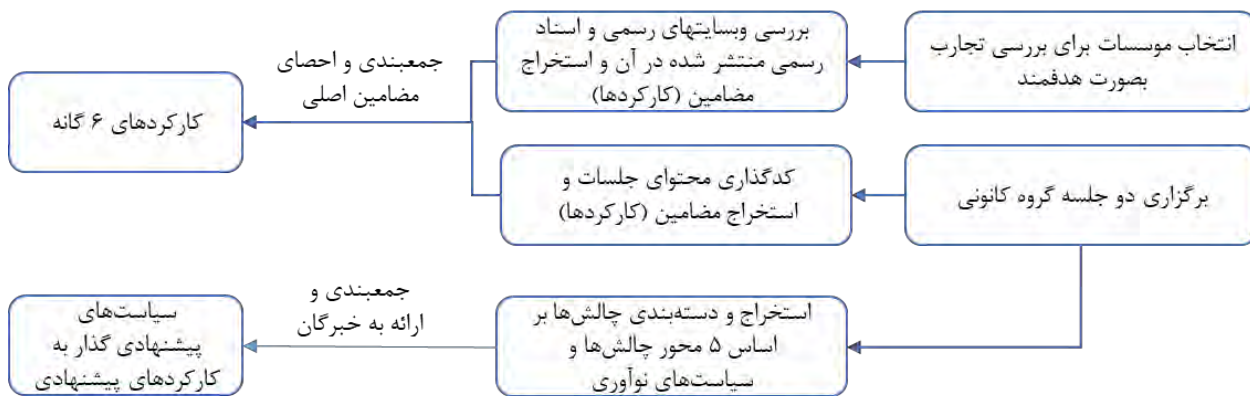 انتخاب موسسات برای بررسی تجارب
بصورت هدفمند
بررسی وبسایتهای رسمی و اسناد
رسمی منتشر شده در آن و استخراج
مضامین (کارکردها)
جمعبندی و احصای
مضامین اصلی
کارکردهای ۶ گانه
برگزاری دو جلسه گروه کانونی
کدگذاری محتوای جلسات و
استخراج مضامین (کارکردها)
استخراج و دسته‌بندی چالش‌ها بر
اساس ۵ محور چالش‌ها و
سیاست‌های نوآوری
جمعبندی و
ارائه به خبرگان
سیاست‌های
پیشنهادی گذار به
کارکردهای پیشنهادی